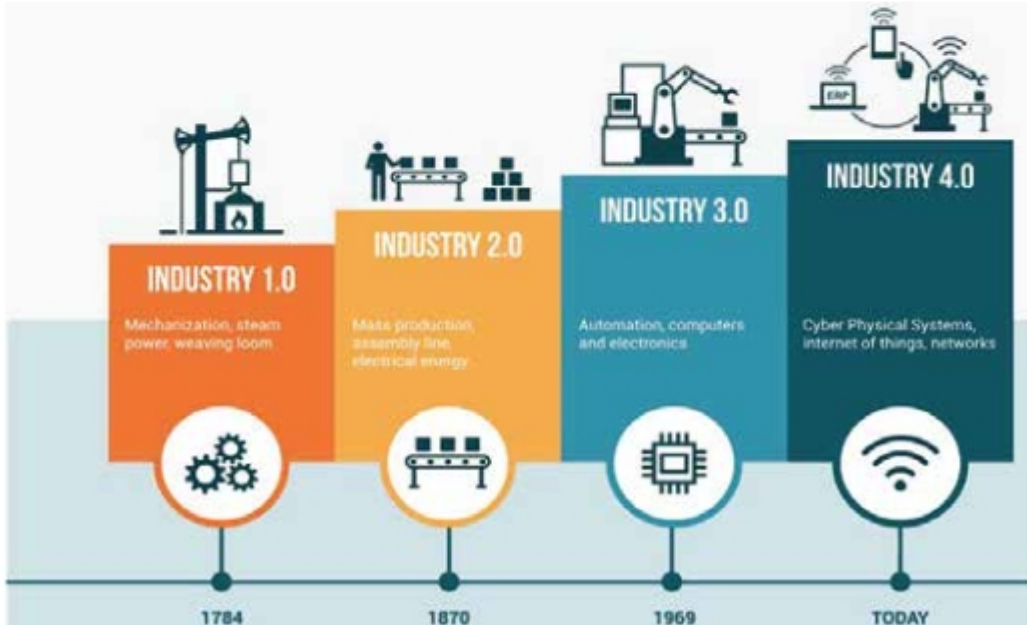 ERP
INDUSTRY 1.0
Mechanization, steam
power, weaving loom
INDUSTRY 2.0
Mass production,
assembly line,
electrical energy
INDUSTRY 3.0
Automation, computers
and electronics
INDUSTRY 4.0
Cyber Physical Systems,
internet of things, networks
1784
1870
1969
TODAY